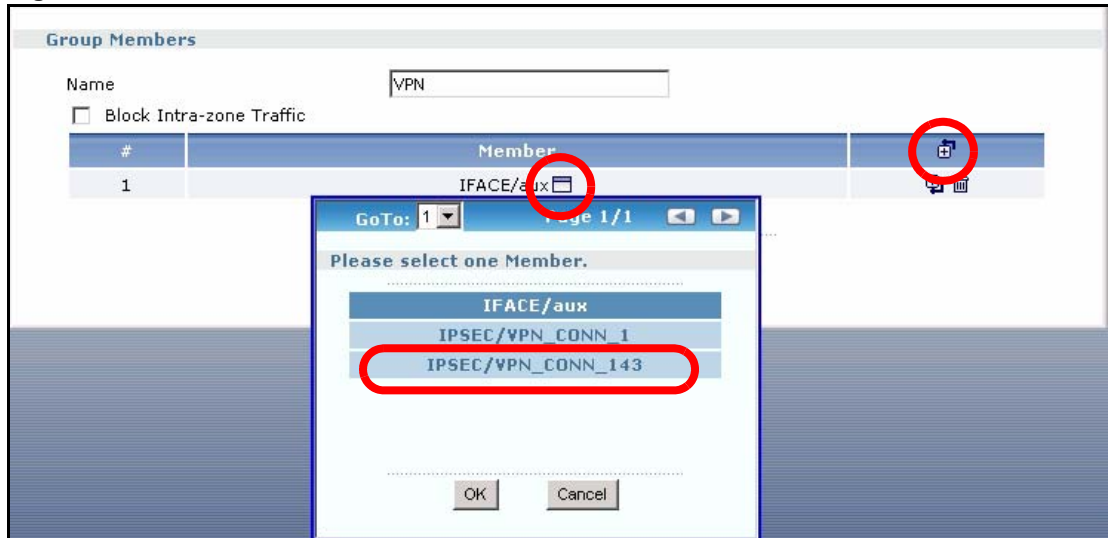 Group Members
Name VPN
Block Intra-zone Traffic
# Member
1 IFACE/aux
GoTo: 1 Page 1/1
Please select one Member.
IFACE/aux
IPSEC/VPN_CONN_1
IPSEC/VPN_CONN_143
OK Cancel